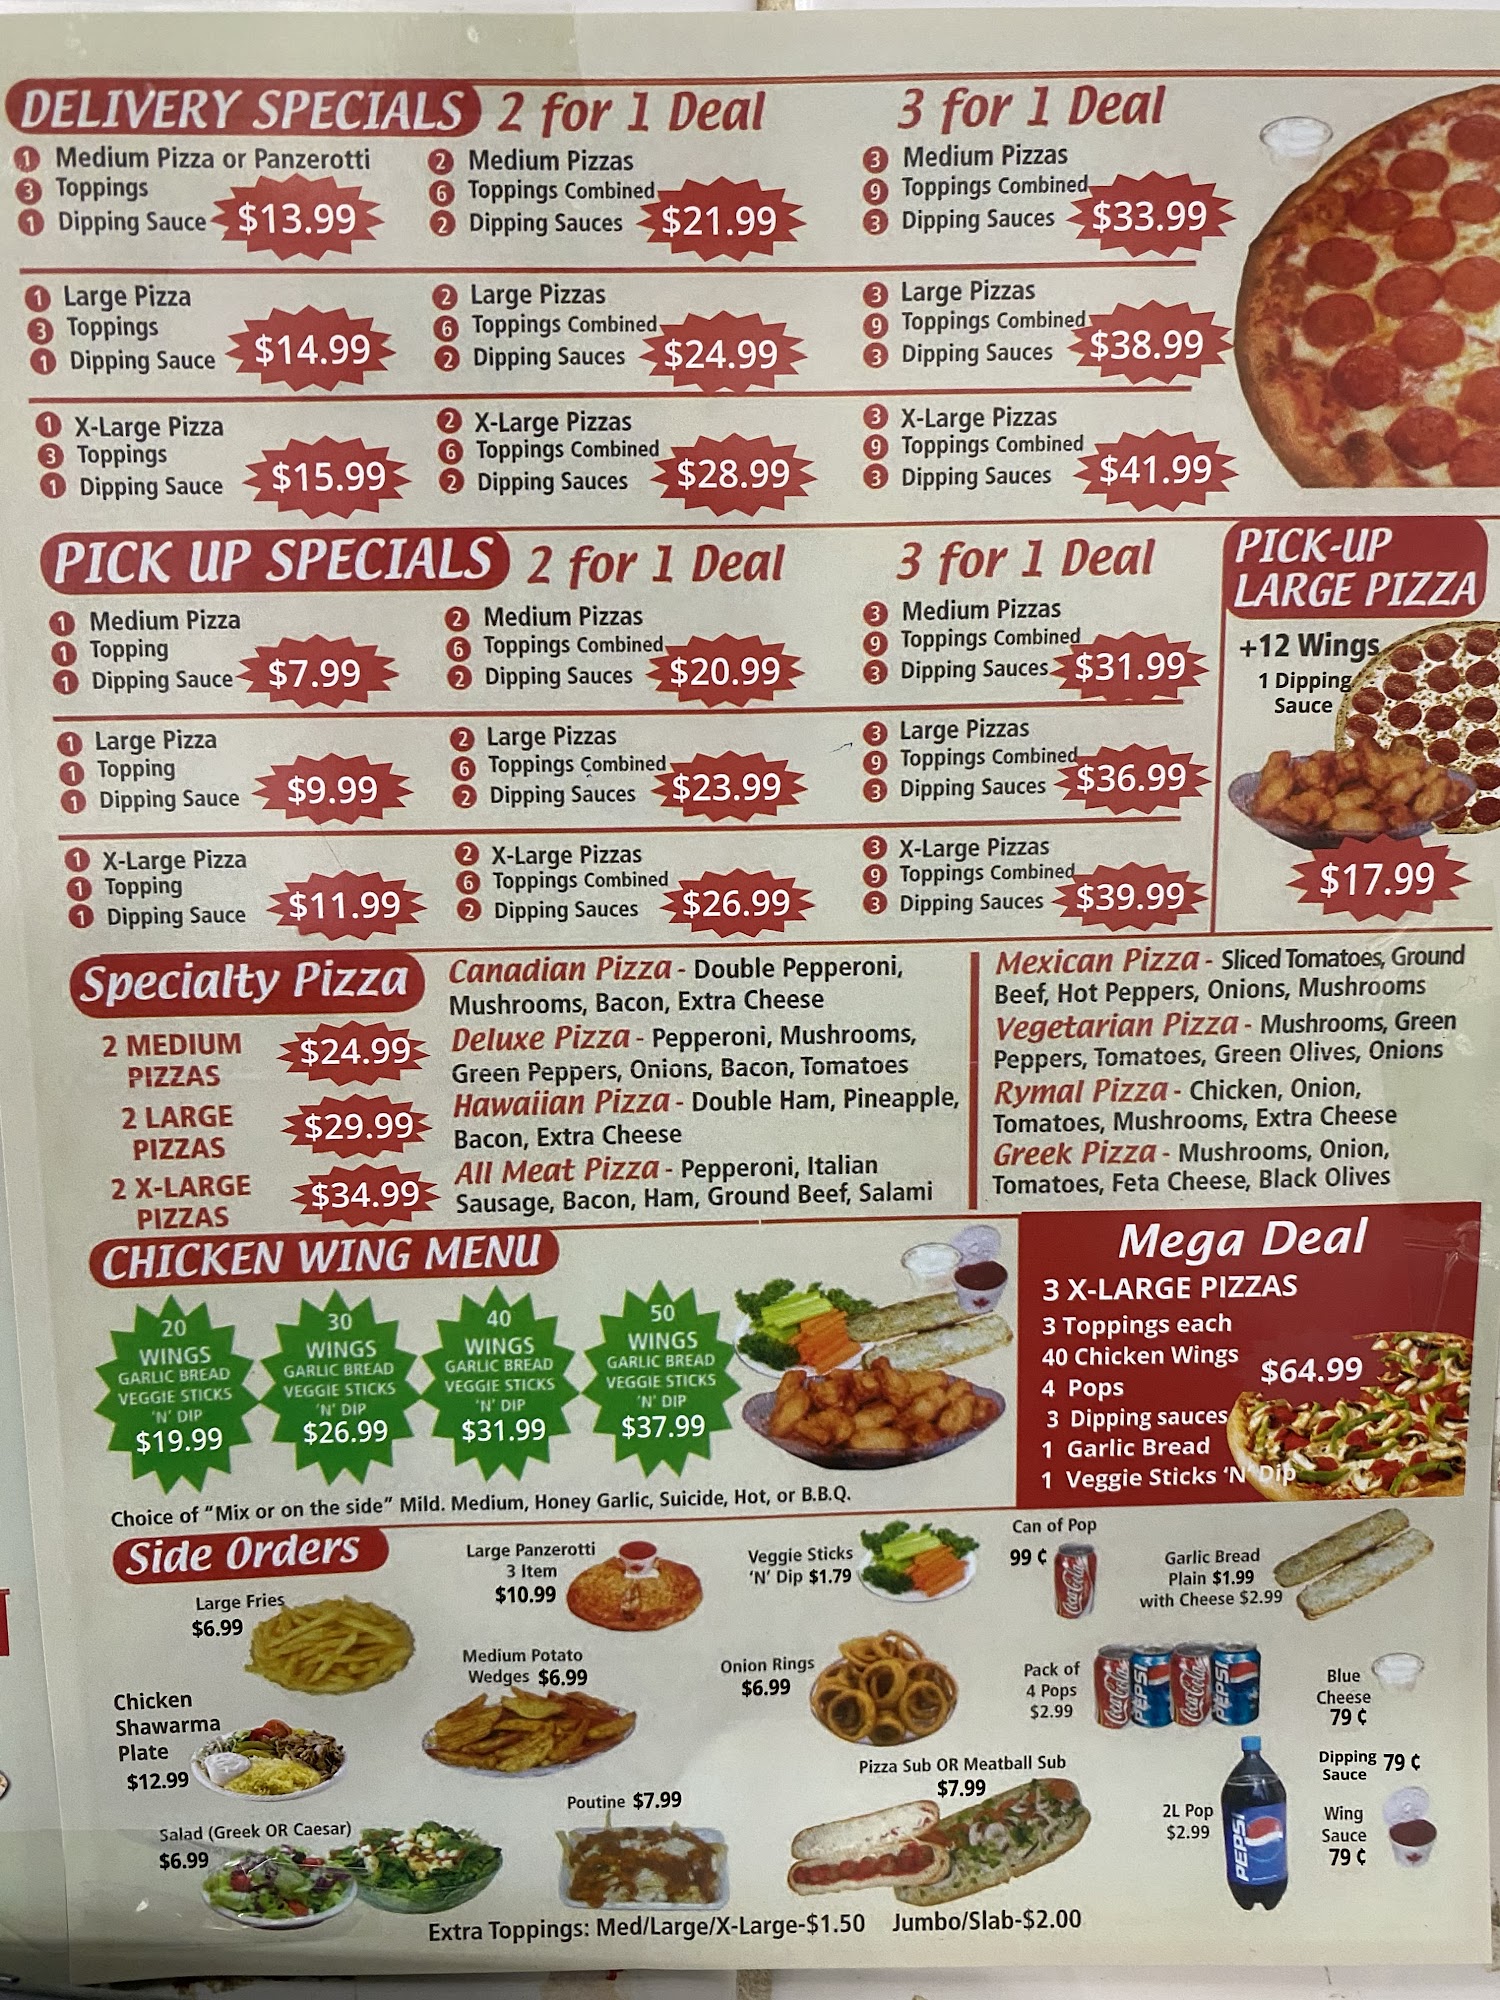 DELIVERY SPECIALS 2 for 1 Deal 3 for 1 Deal
1 Medium Pizza or Panzerotti
3 Toppings
1 Dipping Sauce $13.99
2 Medium Pizzas
6 Toppings Combined
2 Dipping Sauces $21.99
3 Medium Pizzas
9 Toppings Combined
3 Dipping Sauces $33.99
1 Large Pizza
3 Toppings
1 Dipping Sauce $14.99
2 Large Pizzas
6 Toppings Combined
2 Dipping Sauces $24.99
3 Large Pizzas
9 Toppings Combined
3 Dipping Sauces $38.99
1 X-Large Pizza
3 Toppings
1 Dipping Sauce $15.99
2 X-Large Pizzas
6 Toppings Combined
2 Dipping Sauces $28.99
3 X-Large Pizzas
9 Toppings Combined
3 Dipping Sauces $41.99
PICK UP SPECIALS 2 for 1 Deal 3 for 1 Deal
1 Medium Pizza
1 Topping
1 Dipping Sauce $7.99
2 Medium Pizzas
6 Toppings Combined
2 Dipping Sauces $20.99
3 Medium Pizzas
9 Toppings Combined
3 Dipping Sauces $31.99
1 Large Pizza
1 Topping
1 Dipping Sauce $9.99
2 Large Pizzas
6 Toppings Combined
2 Dipping Sauces $23.99
3 Large Pizzas
9 Toppings Combined
3 Dipping Sauces $36.99
1 X-Large Pizza
1 Topping
1 Dipping Sauce $11.99
2 X-Large Pizzas
6 Toppings Combined
2 Dipping Sauces $26.99
3 X-Large Pizzas
9 Toppings Combined
3 Dipping Sauces $39.99
PICK-UP
LARGE PIZZA
+12 Wings
1 Dipping
Sauce
$17.99
Specialty Pizza
2 MEDIUM
PIZZAS $24.99
2 LARGE
PIZZAS $29.99
2 X-LARGE
PIZZAS $34.99
Canadian Pizza - Double Pepperoni,
Mushrooms, Bacon, Extra Cheese
Deluxe Pizza - Pepperoni, Mushrooms,
Green Peppers, Onions, Bacon, Tomatoes
Hawaiian Pizza - Double Ham, Pineapple,
Bacon, Extra Cheese
All Meat Pizza - Pepperoni, Italian
Sausage, Bacon, Ham, Ground Beef, Salami
Mexican Pizza - Sliced Tomatoes, Ground
Beef, Hot Peppers, Onions, Mushrooms
Vegetarian Pizza - Mushrooms, Green
Peppers, Tomatoes, Green Olives, Onions
Rymal Pizza - Chicken, Onion,
Tomatoes, Mushrooms, Extra Cheese
Greek Pizza - Mushrooms, Onion,
Tomatoes, Feta Cheese, Black Olives
CHICKEN WING MENU
20
WINGS
GARLIC BREAD
VEGGIE STICKS
'N' DIP
$19.99
30
WINGS
GARLIC BREAD
VEGGIE STICKS
'N' DIP
$26.99
40
WINGS
GARLIC BREAD
VEGGIE STICKS
'N' DIP
$31.99
50
WINGS
GARLIC BREAD
VEGGIE STICKS
'N' DIP
$37.99
Choice of "Mix or on the side" Mild. Medium, Honey Garlic, Suicide, Hot, or B.B.Q.
Mega Deal
3 X-LARGE PIZZAS
3 Toppings each
40 Chicken Wings
4 Pops
3 Dipping sauces
1 Garlic Bread
1 Veggie Sticks 'N' Dip
$64.99
Side Orders
Large Fries
$6.99
Large Panzerotti
3 Item
$10.99
Veggie Sticks
'N' Dip $1.79
Can of Pop
99 ¢
Coca-Cola
Garlic Bread
Plain $1.99
with Cheese $2.99
Chicken
Shawarma
Plate
$12.99
Medium Potato
Wedges $6.99
Onion Rings
$6.99
Pack of
4 Pops
$2.99
Coca-Cola PEPSI Coca-Cola PEPSI
Blue
Cheese
79 ¢
Salad (Greek OR Caesar)
$6.99
Poutine $7.99
Pizza Sub OR Meatball Sub
$7.99
2L Pop
$2.99
PEPSI
Dipping
Sauce 79 ¢
Wing
Sauce
79 ¢
Extra Toppings: Med/Large/X-Large-$1.50 Jumbo/Slab-$2.00